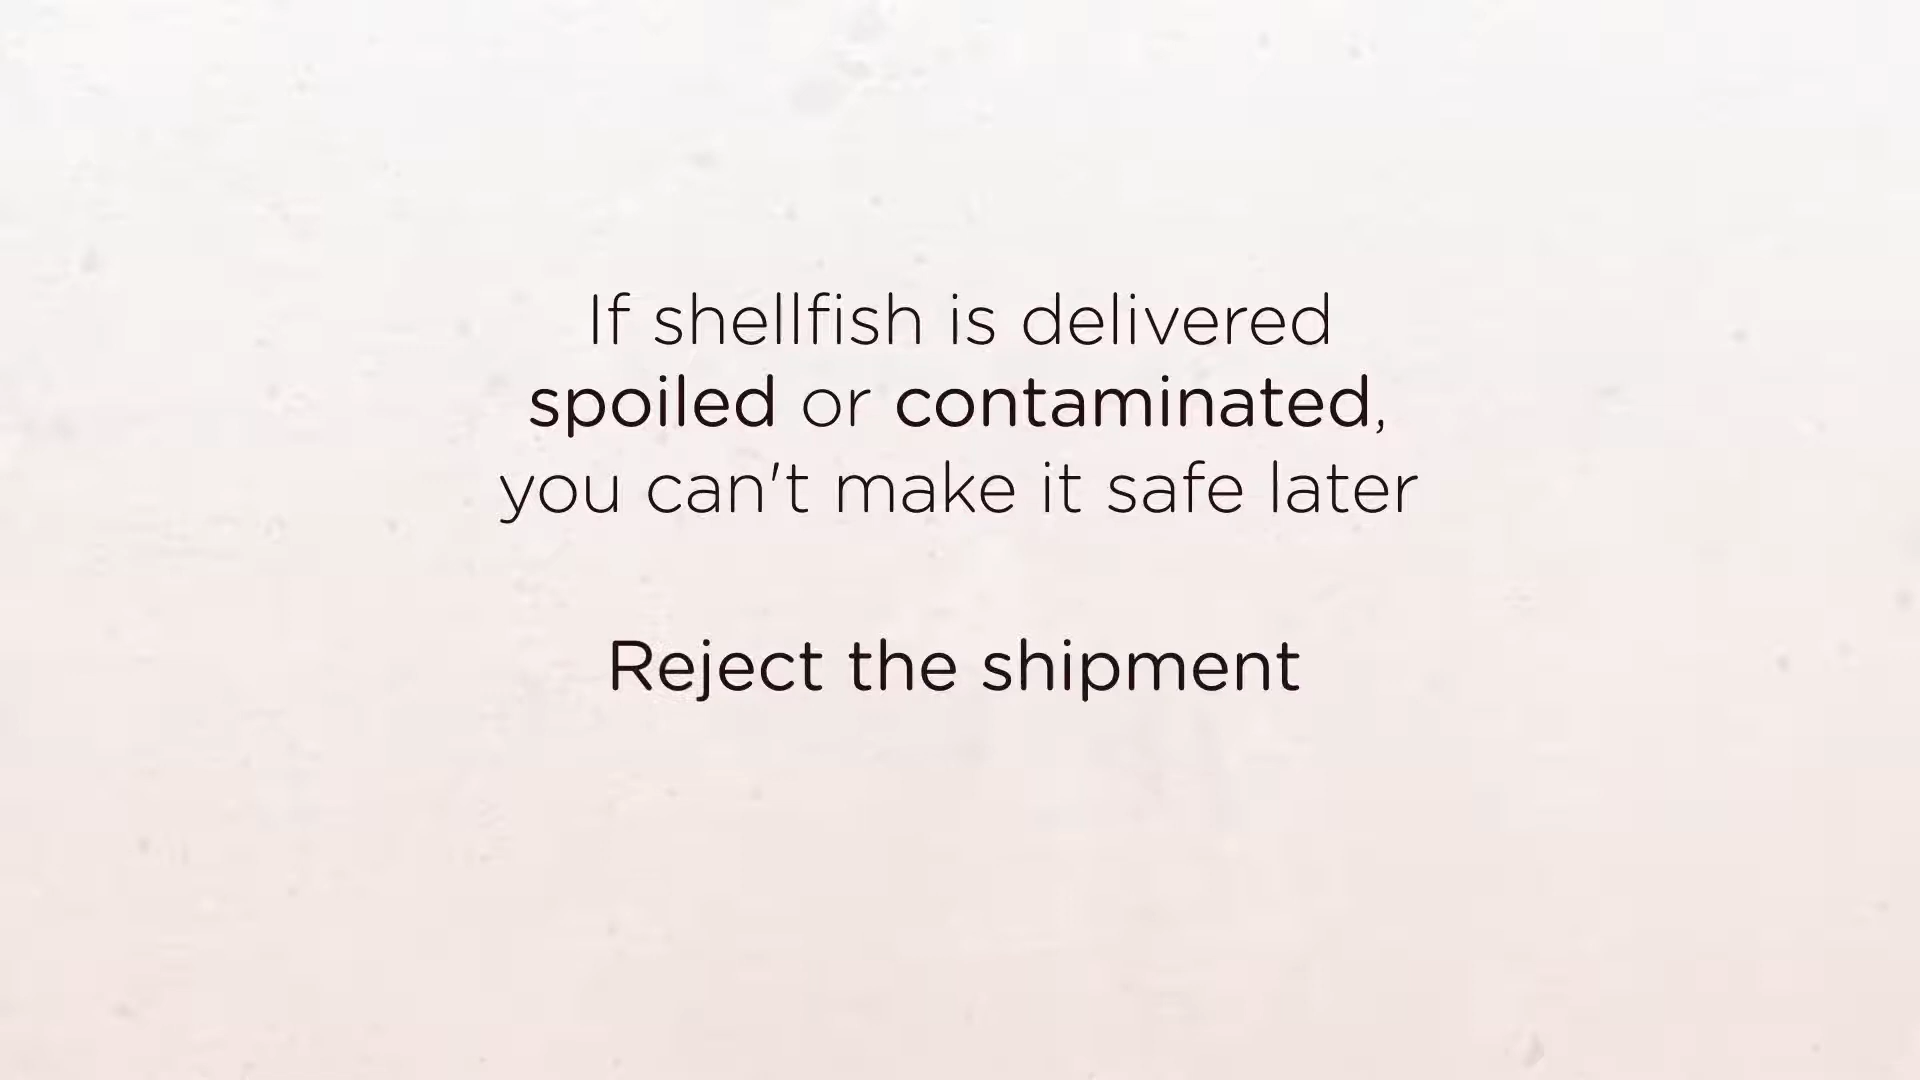 If shellfish is delivered
spoiled or contaminated,
you can't make it safe later
Reject the shipment